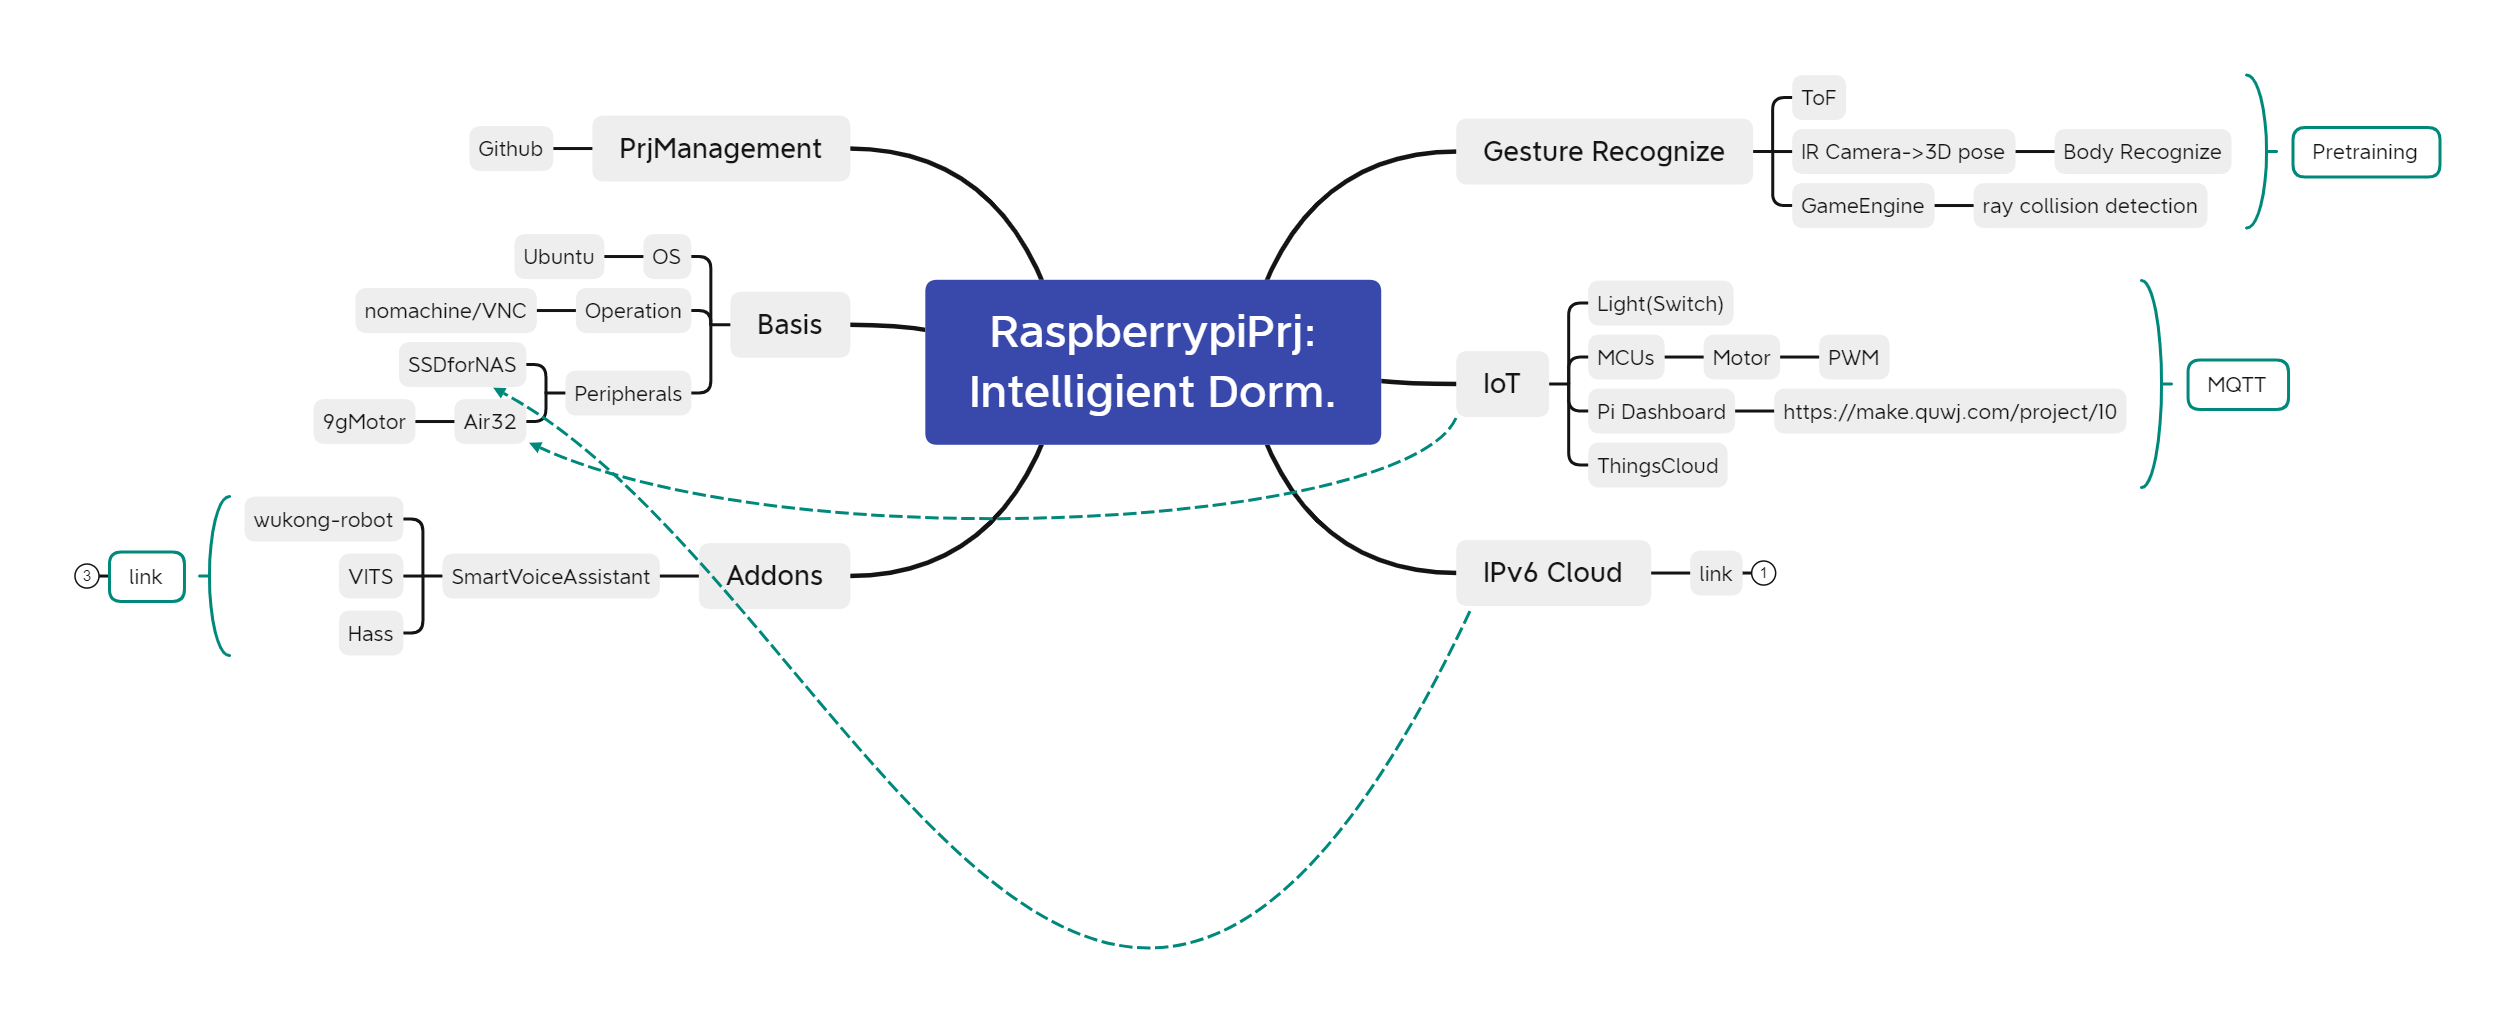 RaspberrypiPrj:
Intelligient Dorm.
Gesture Recognize
ToF
IR Camera->3D pose
Body Recognize
GameEngine
ray collision detection
Pretraining
IoT
Light(Switch)
MCUs
Motor
PWM
Pi Dashboard
https://make.quwj.com/project/10
ThingsCloud
MQTT
IPv6 Cloud
link
1
PrjManagement
Github
Basis
OS
Ubuntu
Operation
nomachine/VNC
Peripherals
SSDforNAS
Air32
9gMotor
Addons
SmartVoiceAssistant
wukong-robot
VITS
Hass
link
3